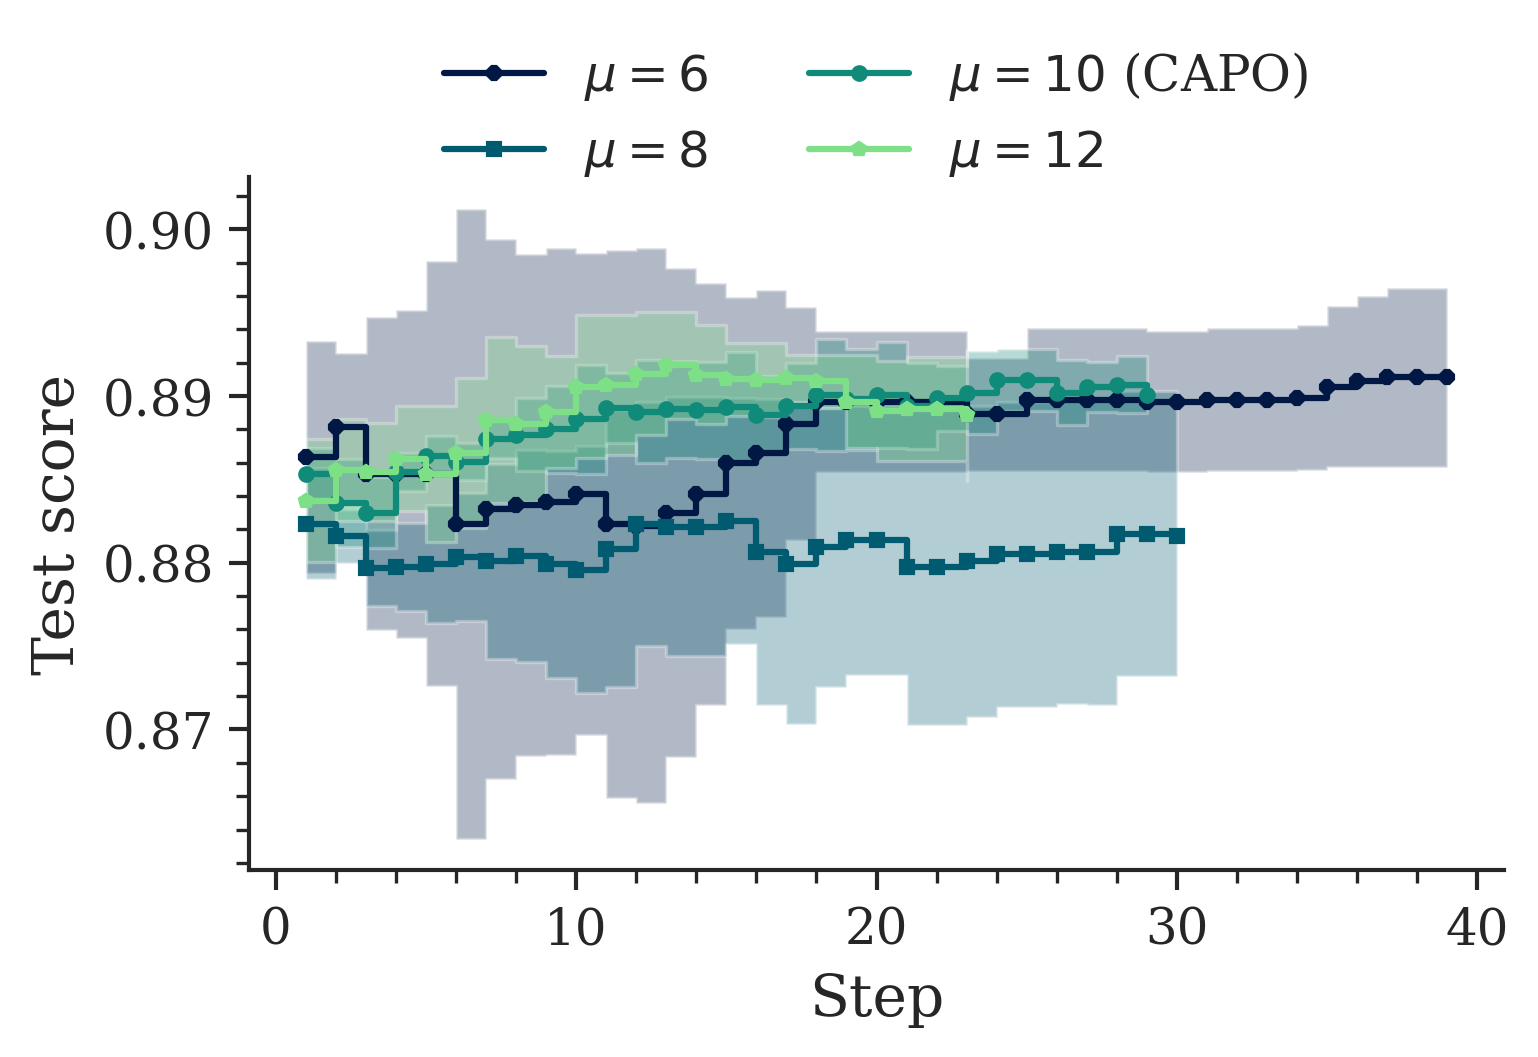 μ = 6
μ = 8
μ = 10 (CAPO)
μ = 12
Test score
0.90
0.89
0.88
0.87
0
10
20
30
40
Step